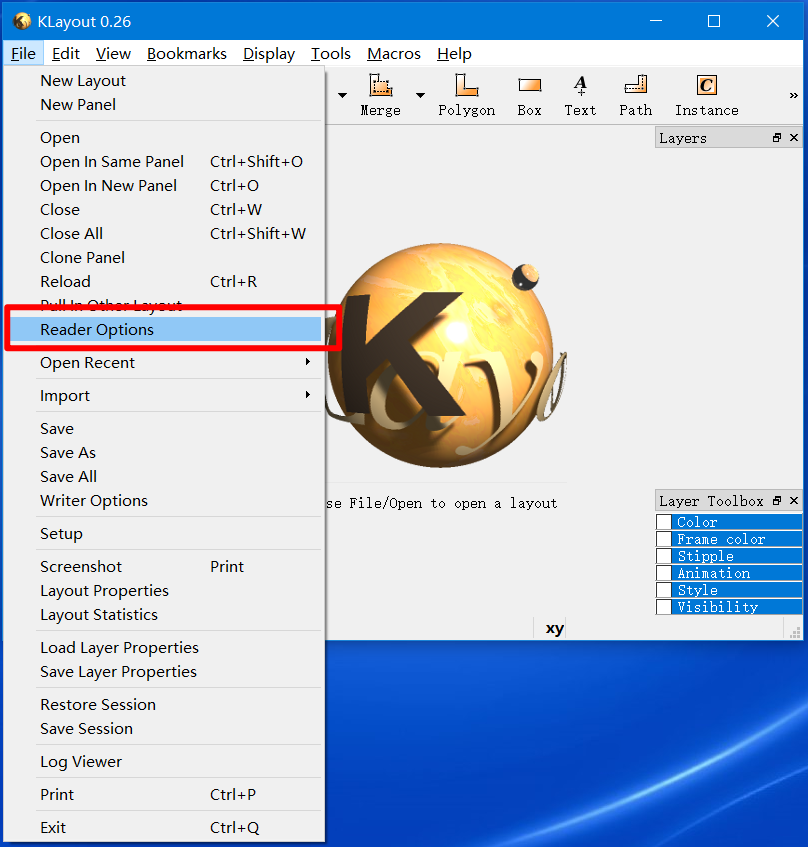 KLayout 0.26
File Edit View Bookmarks Display Tools Macros Help
New Layout
New Panel
Open
Open In Same Panel Ctrl+Shift+O
Open In New Panel Ctrl+O
Close Ctrl+W
Close All Ctrl+Shift+W
Clone Panel
Reload Ctrl+R
Pull In Other Layout
Reader Options
Open Recent
Import
Save
Save As
Save All
Writer Options
Setup
Screenshot Print
Layout Properties
Layout Statistics
Load Layer Properties
Save Layer Properties
Restore Session
Save Session
Log Viewer
Print Ctrl+P
Exit Ctrl+Q
Merge Polygon Box Text Path Instance
Layers
K
layo
se File/Open to open a layout
Layer Toolbox
Color
Frame color
Stipple
Animation
Style
Visibility
xy